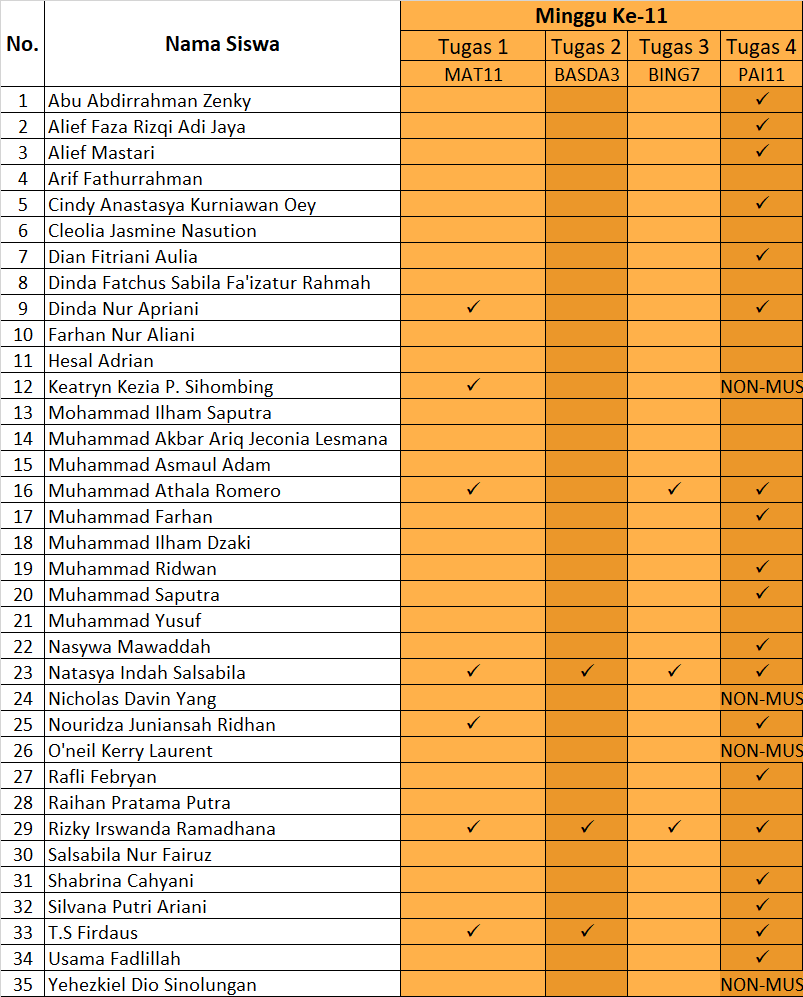 No. Nama Siswa Minggu Ke-11
Tugas 1 Tugas 2 Tugas 3 Tugas 4
MAT11 BASDA3 BING7 PAI11
1 Abu Abdirrahman Zenky ✓
2 Alief Faza Rizqi Adi Jaya ✓
3 Alief Mastari ✓
4 Arif Fathurrahman
5 Cindy Anastasya Kurniawan Oey ✓
6 Cleolia Jasmine Nasution
7 Dian Fitriani Aulia ✓
8 Dinda Fatchus Sabila Fa'izatur Rahmah
9 Dinda Nur Apriani ✓ ✓
10 Farhan Nur Aliani
11 Hesal Adrian
12 Keatryn Kezia P. Sihombing ✓ NON-MUS
13 Mohammad Ilham Saputra
14 Muhammad Akbar Ariq Jeconia Lesmana
15 Muhammad Asmaul Adam
16 Muhammad Athala Romero ✓ ✓ ✓
17 Muhammad Farhan ✓
18 Muhammad Ilham Dzaki
19 Muhammad Ridwan ✓
20 Muhammad Saputra ✓
21 Muhammad Yusuf
22 Nasywa Mawaddah ✓
23 Natasya Indah Salsabila ✓ ✓ ✓ ✓
24 Nicholas Davin Yang NON-MUS
25 Nouridza Juniansah Ridhan ✓ ✓
26 O'neil Kerry Laurent NON-MUS
27 Rafli Febryan ✓
28 Raihan Pratama Putra
29 Rizky Irswanda Ramadhana ✓ ✓ ✓ ✓
30 Salsabila Nur Fairuz
31 Shabrina Cahyani ✓
32 Silvana Putri Ariani ✓
33 T.S Firdaus ✓ ✓ ✓
34 Usama Fadlillah ✓
35 Yehezkiel Dio Sinolungan NON-MUS